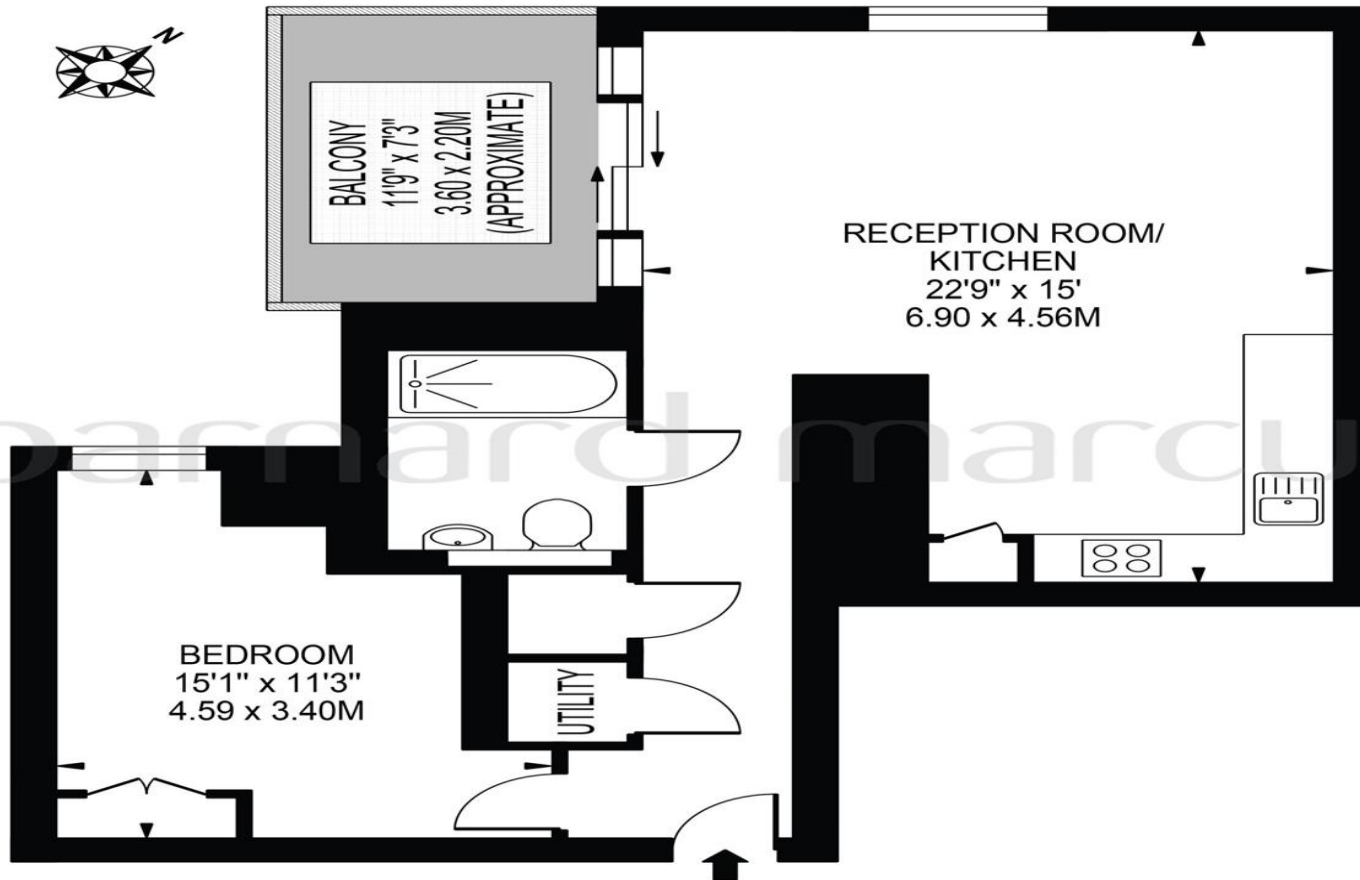 N
BALCONY
11'9" x 7'3"
3.60 x 2.20M
(APPROXIMATE)
RECEPTION ROOM/
KITCHEN
22'9" x 15'
6.90 x 4.56M
barnard marcu
BEDROOM
15'1" x 11'3"
4.59 x 3.40M
UTILITY